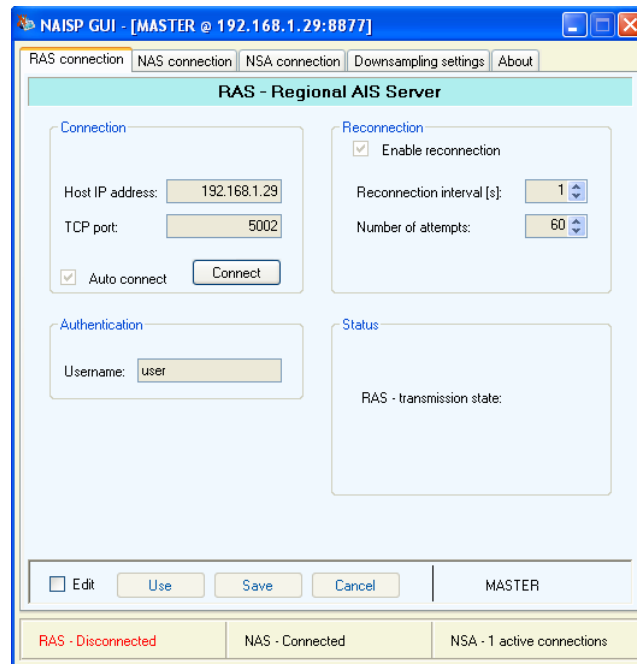 NAISP GUI - [MASTER @ 192.168.1.29:8877]
RAS connection NAS connection NSA connection Downsampling settings About
RAS - Regional AIS Server
Connection
Host IP address: 192.168.1.29
TCP port: 5002
Auto connect Connect
Reconnection
Enable reconnection
Reconnection interval [s]: 1
Number of attempts: 60
Authentication
Username: user
Status
RAS - transmission state:
Edit Use Save Cancel MASTER
RAS - Disconnected NAS - Connected NSA - 1 active connections